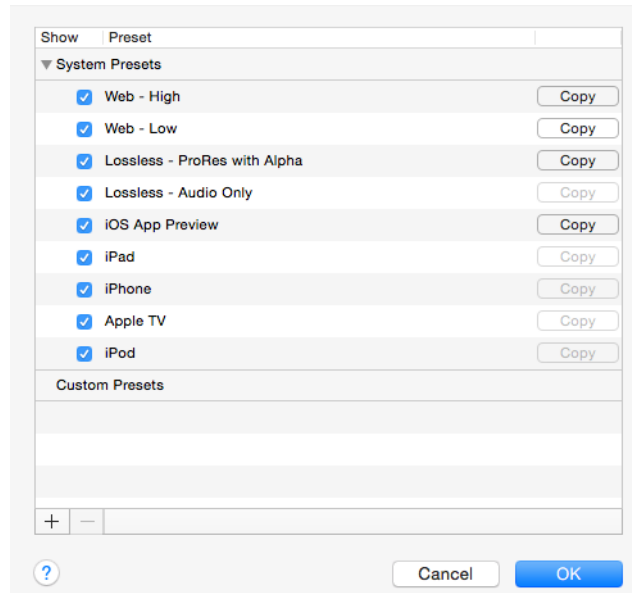 Show Preset
System Presets
Web - High Copy
Web - Low Copy
Lossless - ProRes with Alpha Copy
Lossless - Audio Only Copy
iOS App Preview Copy
iPad Copy
iPhone Copy
Apple TV Copy
iPod Copy
Custom Presets
+ —
? Cancel OK